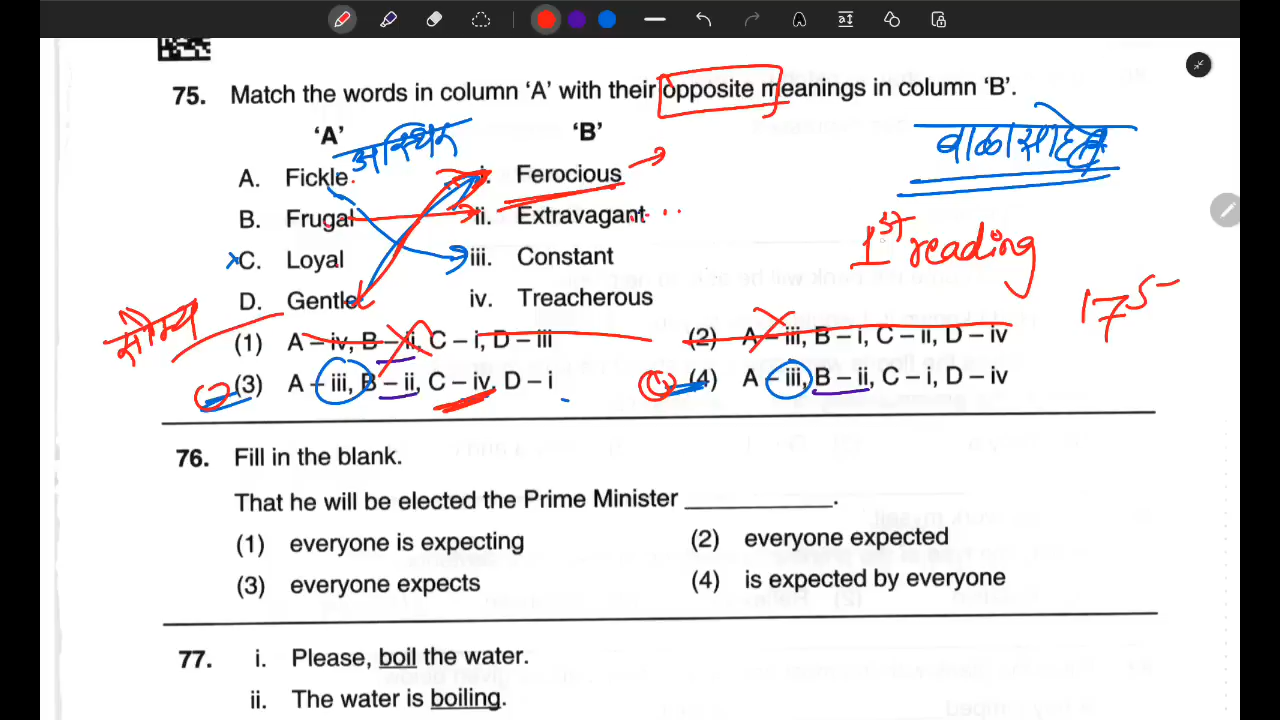 75. Match the words in column ‘A’ with their opposite meanings in column ‘B’.
‘A’ ‘B’
A. Fickle i. Ferocious
B. Frugal ii. Extravagant
C. Loyal iii. Constant
D. Gentle iv. Treacherous
1st reading
175
(1) A – iv, B – ii, C – i, D – iii (2) A – iii, B – i, C – ii, D – iv
(3) A – iii, B – ii, C – iv, D – i (4) A – iii, B – ii, C – i, D – iv
76. Fill in the blank.
That he will be elected the Prime Minister ____________.
(1) everyone is expecting (2) everyone expected
(3) everyone expects (4) is expected by everyone
77. i. Please, boil the water.
ii. The water is boiling.